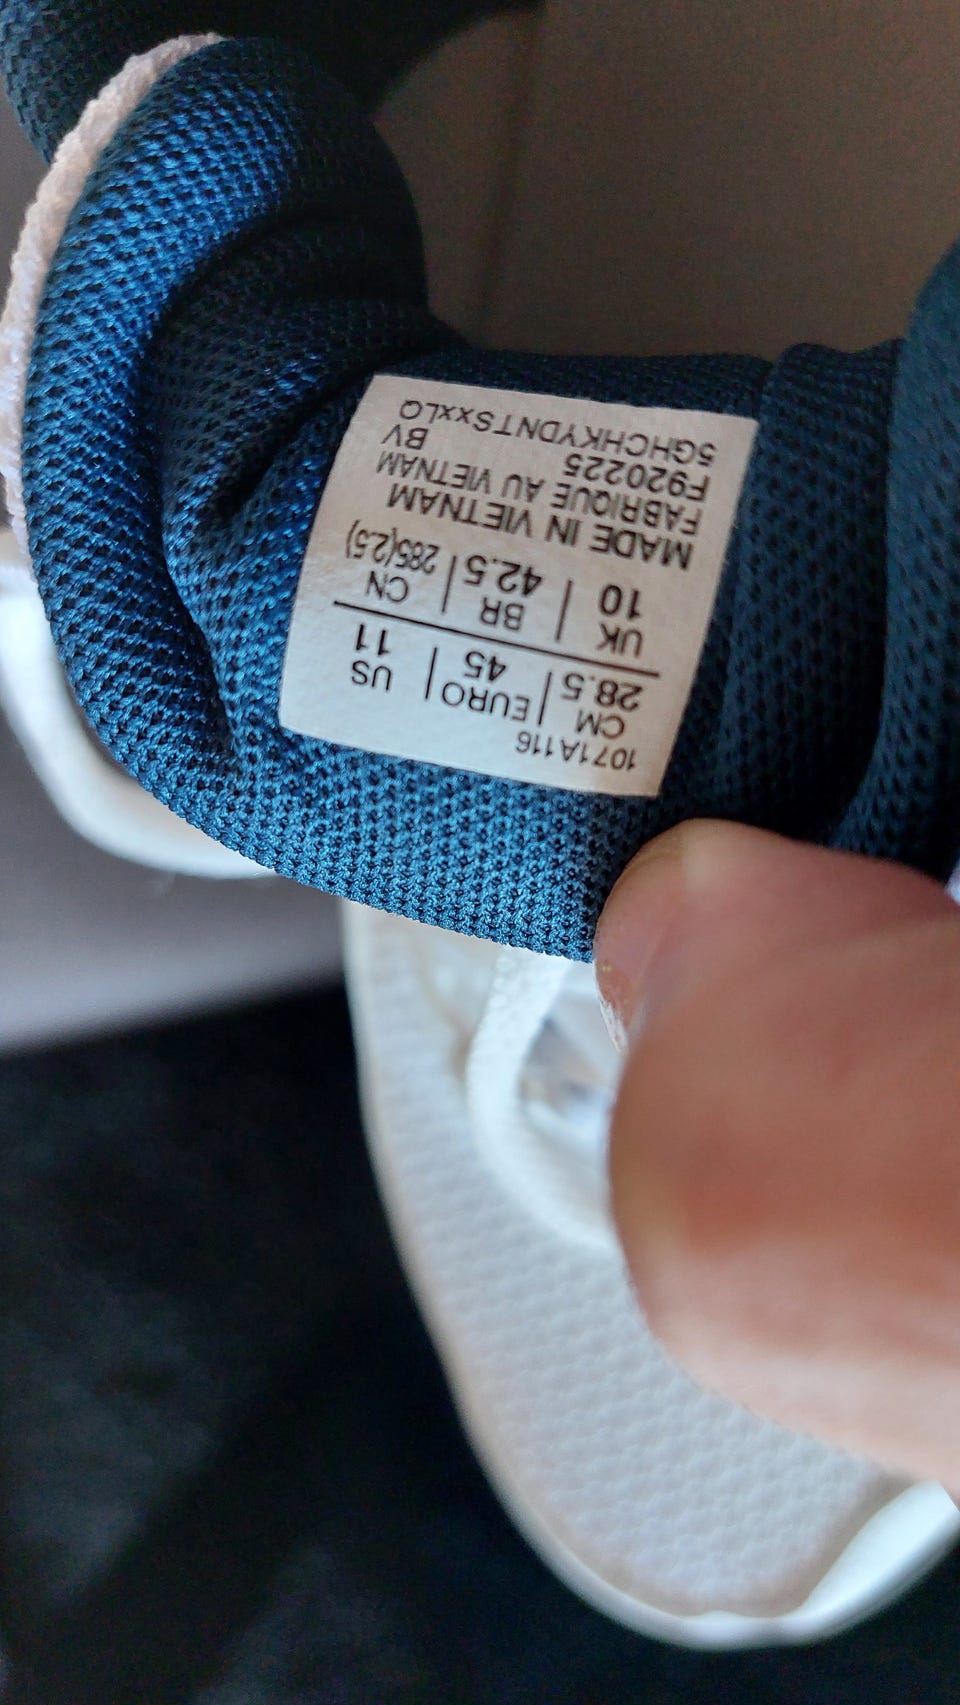 1071A116
CM | EURO | US
28.5 | 45 | 11
UK | BR | CN
10 | 42.5 | 285(2.5)
MADE IN VIETNAM
FABRIQUE AU VIETNAM
F920225 BV
5GHCHKYDNTSxxLQ